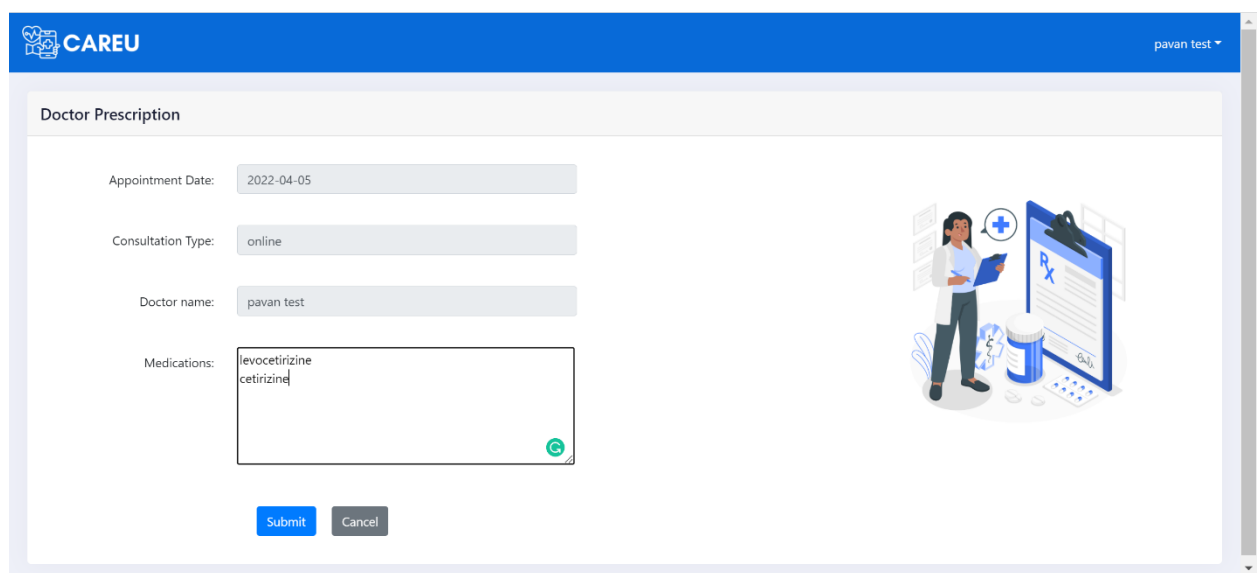 CAREU
pavan test
Doctor Prescription
Appointment Date: 2022-04-05
Consultation Type: online
Doctor name: pavan test
Medications: levocetirizine
cetirizine
Rx
Submit Cancel